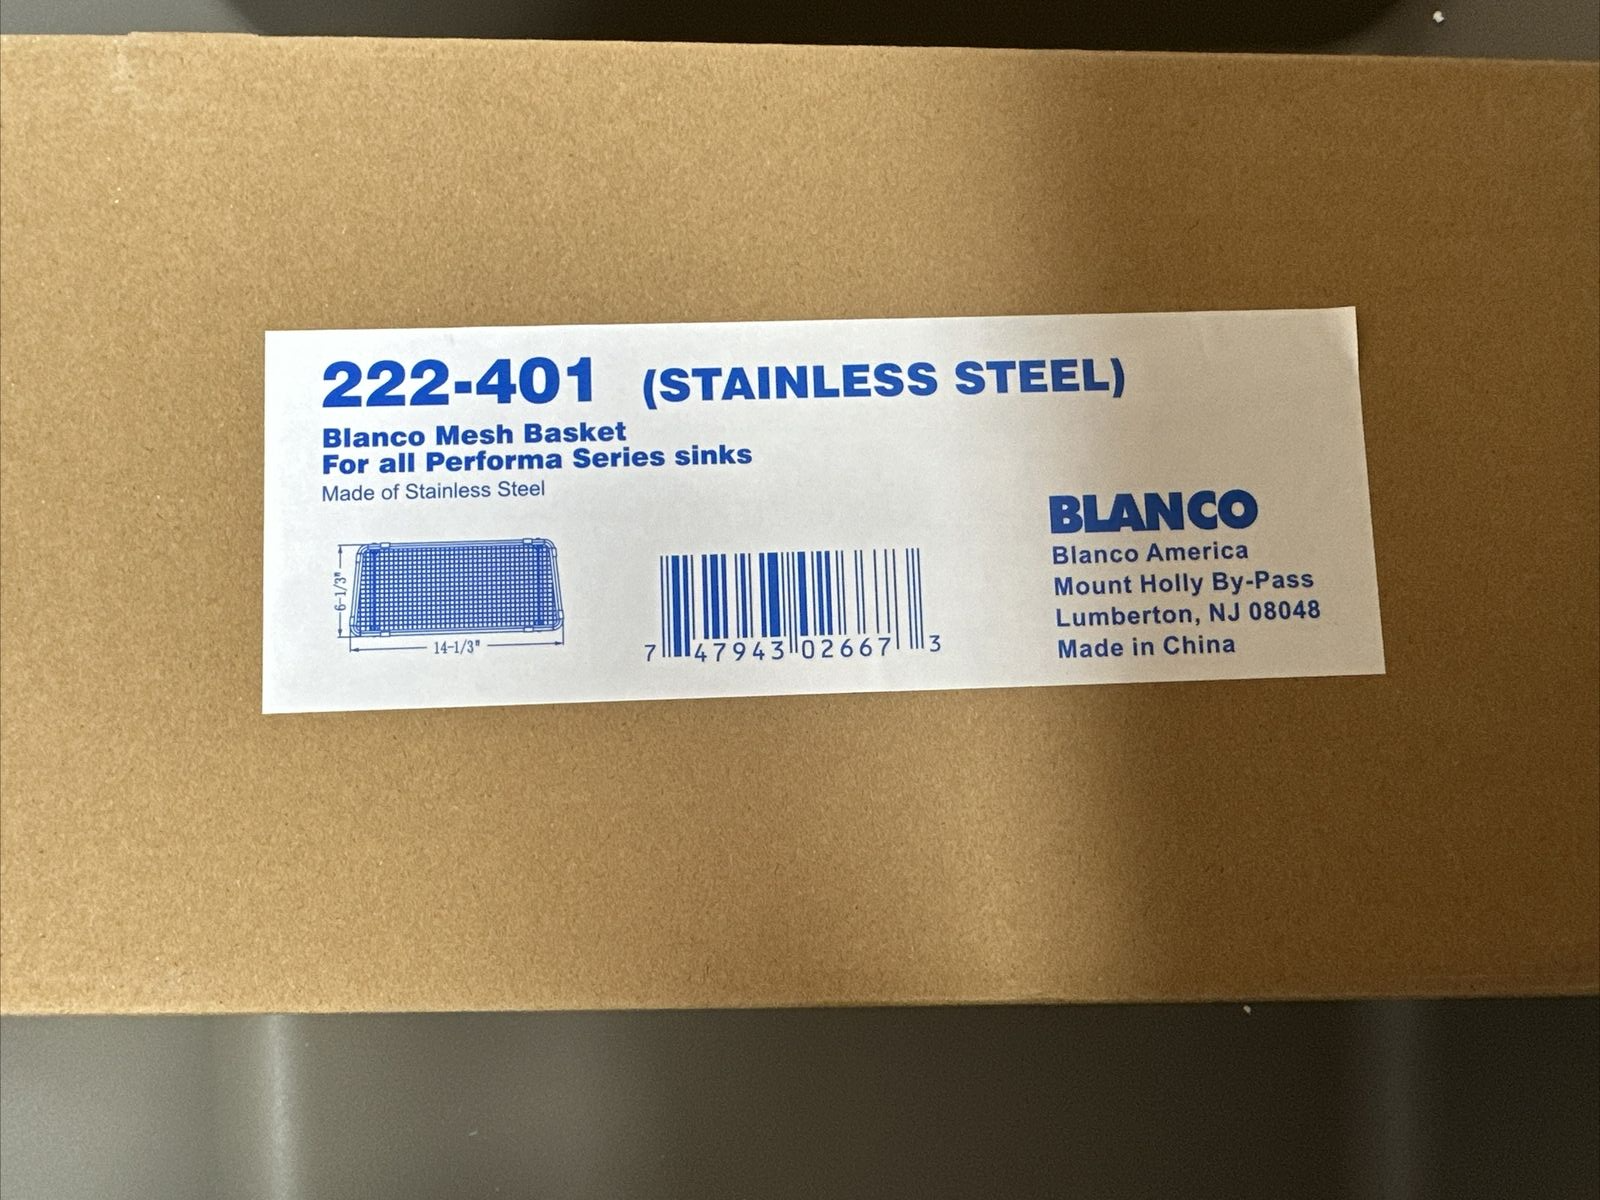 222-401 (STAINLESS STEEL)
Blanco Mesh Basket
For all Performa Series sinks
Made of Stainless Steel
6-1/3"
14-1/3"
7 47943 02667 3
BLANCO
Blanco America
Mount Holly By-Pass
Lumberton, NJ 08048
Made in China